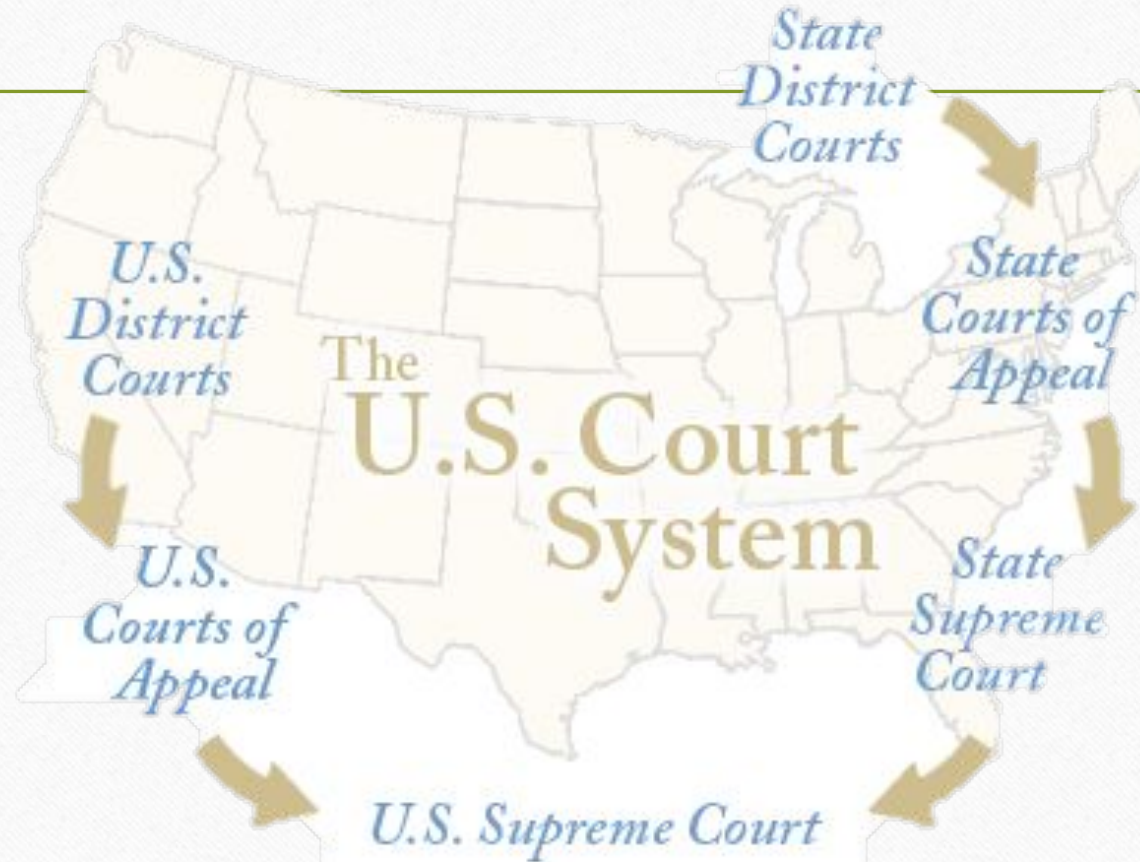 State
District
Courts
U.S.
District
Courts
State
Courts of
Appeal
The
U.S. Court
System
U.S.
Courts of
Appeal
State
Supreme
Court
U.S. Supreme Court